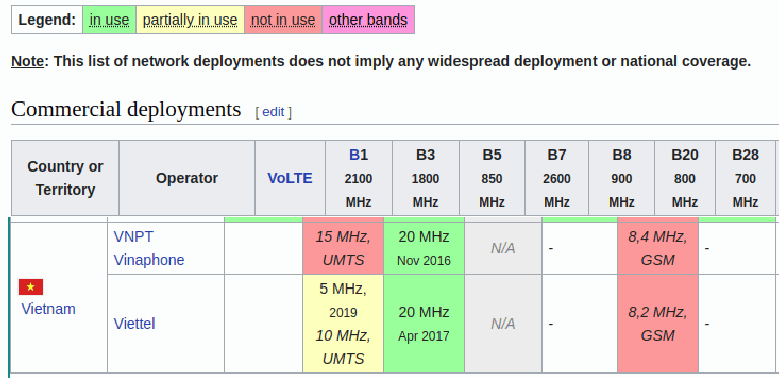 Legend: in use partially in use not in use other bands
Note: This list of network deployments does not imply any widespread deployment or national coverage.
Commercial deployments [ edit ]
Country or Territory Operator VoLTE B1 2100 MHz B3 1800 MHz B5 850 MHz B7 2600 MHz B8 900 MHz B20 800 MHz B28 700 MHz
Vietnam
VNPT Vinaphone 15 MHz, UMTS 20 MHz Nov 2016 N/A - 8,4 MHz, GSM -
Viettel 5 MHz, 2019 10 MHz, UMTS 20 MHz Apr 2017 N/A - 8,2 MHz, GSM -